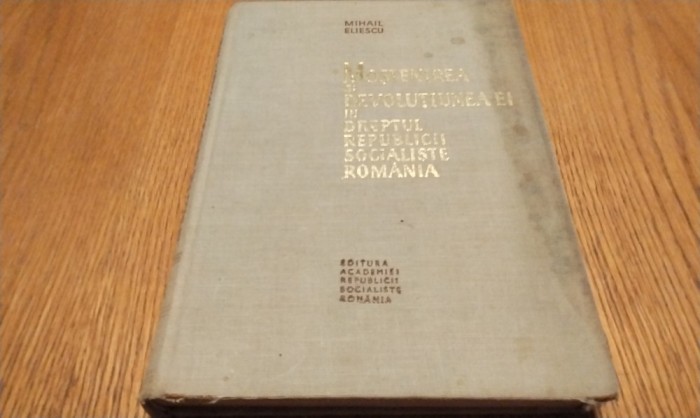 MIHAIL
ELIESCU
MOȘTENIREA
ȘI
DEVOLUȚIUNEA EI
ÎN
DREPTUL
REPUBLICII
SOCIALISTE
ROMÂNIA
EDITURA
ACADEMIEI
REPUBLICII
SOCIALISTE
ROMÂNIA